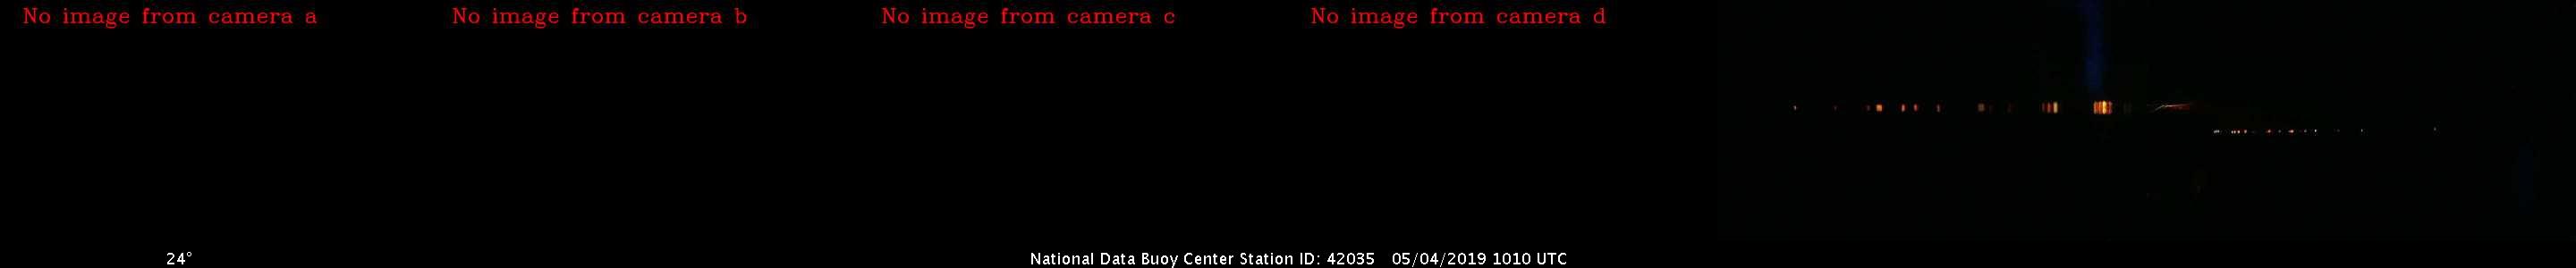 No image from camera a
No image from camera b
No image from camera c
No image from camera d
24°
National Data Buoy Center Station ID: 42035 05/04/2019 1010 UTC